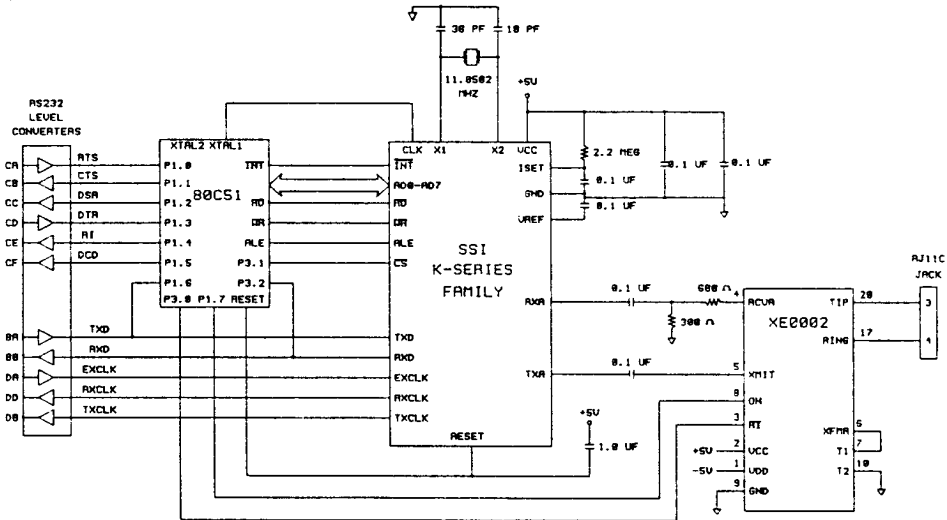 36 PF
18 PF
11.0592
MHZ
+5V
RS232
LEVEL
CONVERTERS
XTAL2 XTAL1
CLK X1 X2 VCC
2.2 MEG
0.1 UF
0.1 UF
ISET
0.1 UF
GND
0.1 UF
VREF
CA RTS P1.0 INT INT
CB CTS P1.1 AD0-AD7
80C51
CC DSR P1.2 RD RD
CD DTR P1.3 WR WR
CE RI P1.4 ALE ALE
CF DCD P1.5 P3.1 CS
P1.6 P3.2
P3.0 P1.7 RESET
SSI
K-SERIES
FAMILY
RXA
0.1 UF
600 Ω
300 Ω
BA TXD TXD
BB RXD RXD
DA EXCLK EXCLK
DD RXCLK RXCLK
DB TXCLK TXCLK
TXA
0.1 UF
RESET
+5V
1.0 UF
RJ11C
JACK
4 RCVR TIP 20 3
XE0002
RING 17 4
5 XMIT
8 OH
3 RI
XFMR 6
+5V 2 VCC T1 7
-5V 1 VDD T2 10
9 GND